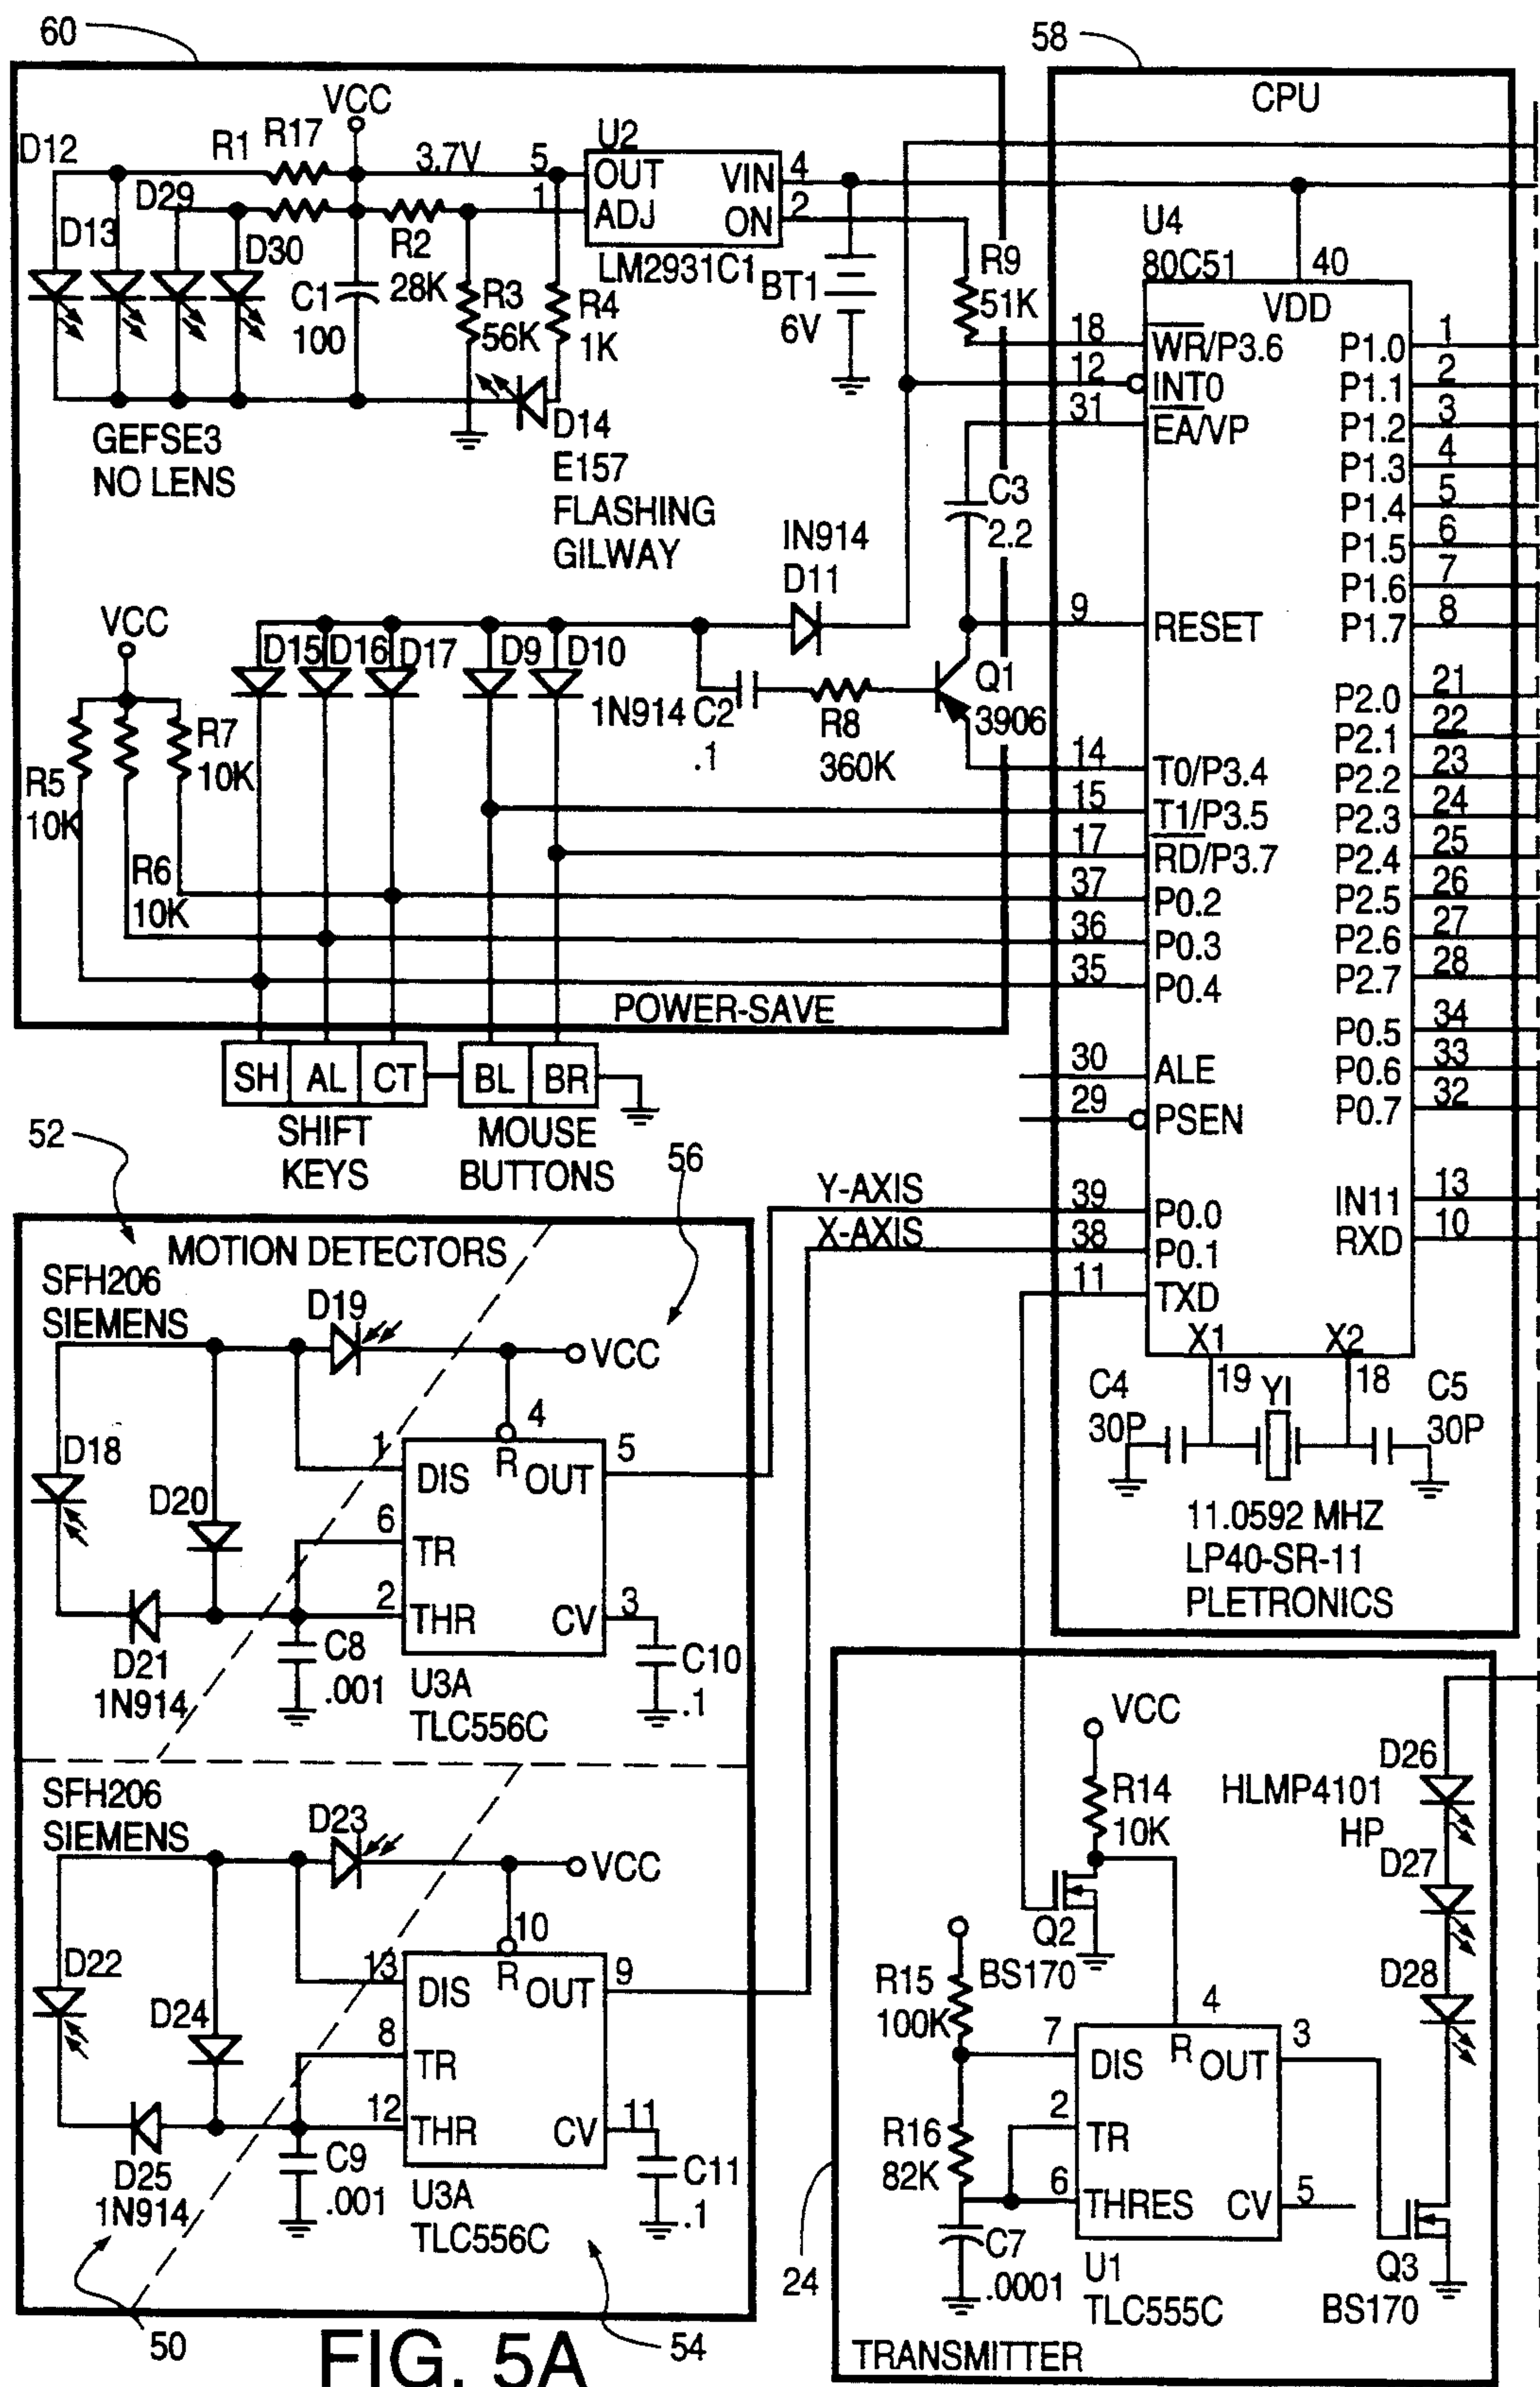 60
58
VCC
CPU
D12
R1
R17
3.7V
5
U2
OUT
VIN
4
D29
1
ADJ
ON
2
D13
D30
R2
28K
LM2931C1
C1
100
R3
56K
R4
1K
BT1
6V
R9
51K
U4
80C51
40
VDD
18
WR/P3.6
P1.0
1
12
INT0
P1.1
2
31
EA/VP
P1.2
3
GEFSE3
NO LENS
D14
E157
FLASHING
GILWAY
P1.3
4
C3
2.2
P1.4
5
IN914
D11
P1.5
6
P1.6
7
VCC
9
RESET
P1.7
8
D15
D16
D17
D9
D10
1N914
C2
.1
R8
360K
Q1
3906
P2.0
21
P2.1
22
R7
10K
R5
10K
14
T0/P3.4
P2.2
23
15
T1/P3.5
P2.3
24
17
RD/P3.7
P2.4
25
R6
10K
37
P0.2
P2.5
26
36
P0.3
P2.6
27
35
P0.4
P2.7
28
POWER-SAVE
P0.5
34
SH
AL
CT
BL
BR
30
ALE
P0.6
33
29
PSEN
P0.7
32
SHIFT
KEYS
MOUSE
BUTTONS
52
56
Y-AXIS
39
P0.0
IN11
13
X-AXIS
38
P0.1
RXD
10
11
TXD
MOTION DETECTORS
SFH206
SIEMENS
D19
VCC
X1
X2
19
YI
18
C4
30P
C5
30P
4
D18
1
DIS
R
OUT
5
D20
6
TR
2
THR
CV
3
11.0592 MHZ
LP40-SR-11
PLETRONICS
D21
1N914
C8
.001
U3A
TLC556C
C10
.1
VCC
SFH206
SIEMENS
D23
VCC
R14
10K
HLMP4101
HP
D26
D27
10
Q2
BS170
D22
13
DIS
R
OUT
9
R15
100K
D28
D24
8
TR
4
7
DIS
R
OUT
3
12
THR
CV
11
2
TR
R16
82K
D25
1N914
C9
.001
U3A
TLC556C
C11
.1
6
THRES
CV
5
C7
.0001
U1
TLC555C
Q3
BS170
24
50
54
FIG. 5A
TRANSMITTER